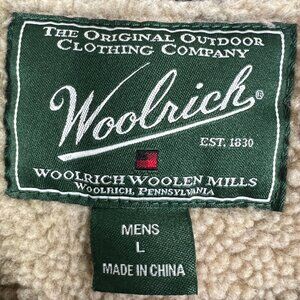 THE ORIGINAL OUTDOOR
CLOTHING COMPANY
Woolrich®
EST. 1830
WOOLRICH WOOLEN MILLS
WOOLRICH, PENNSYLVANIA
MENS
L
MADE IN CHINA